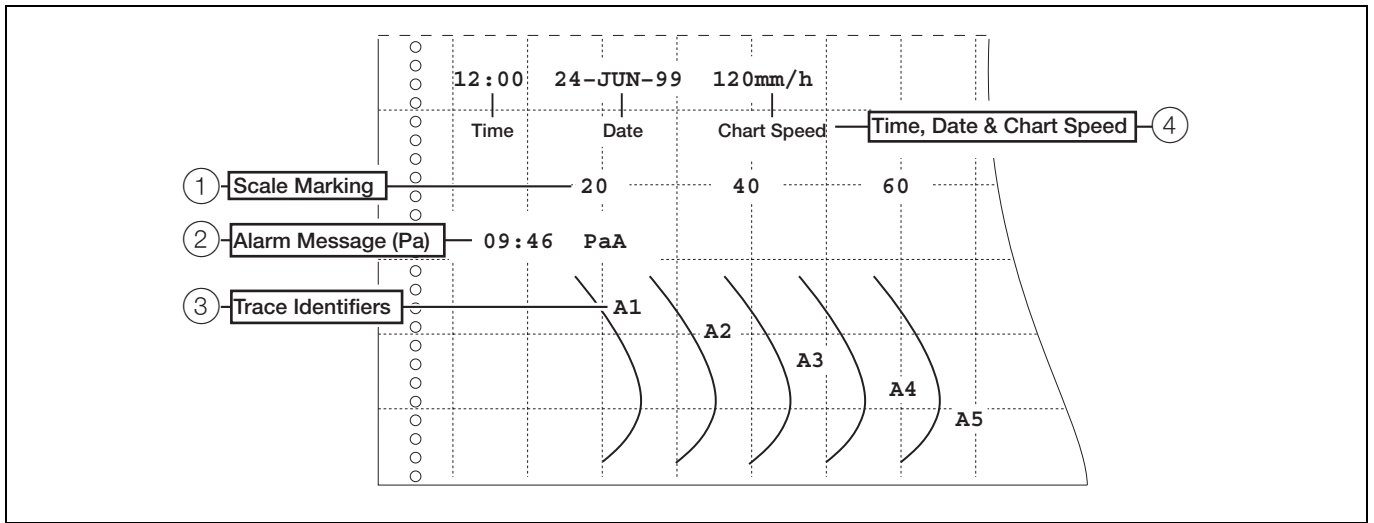 12:00 24-JUN-99 120mm/h
Time Date Chart Speed Time, Date & Chart Speed 4
1 Scale Marking 20 40 60
2 Alarm Message (Pa) 09:46 PaA
3 Trace Identifiers A1
A2
A3
A4
A5